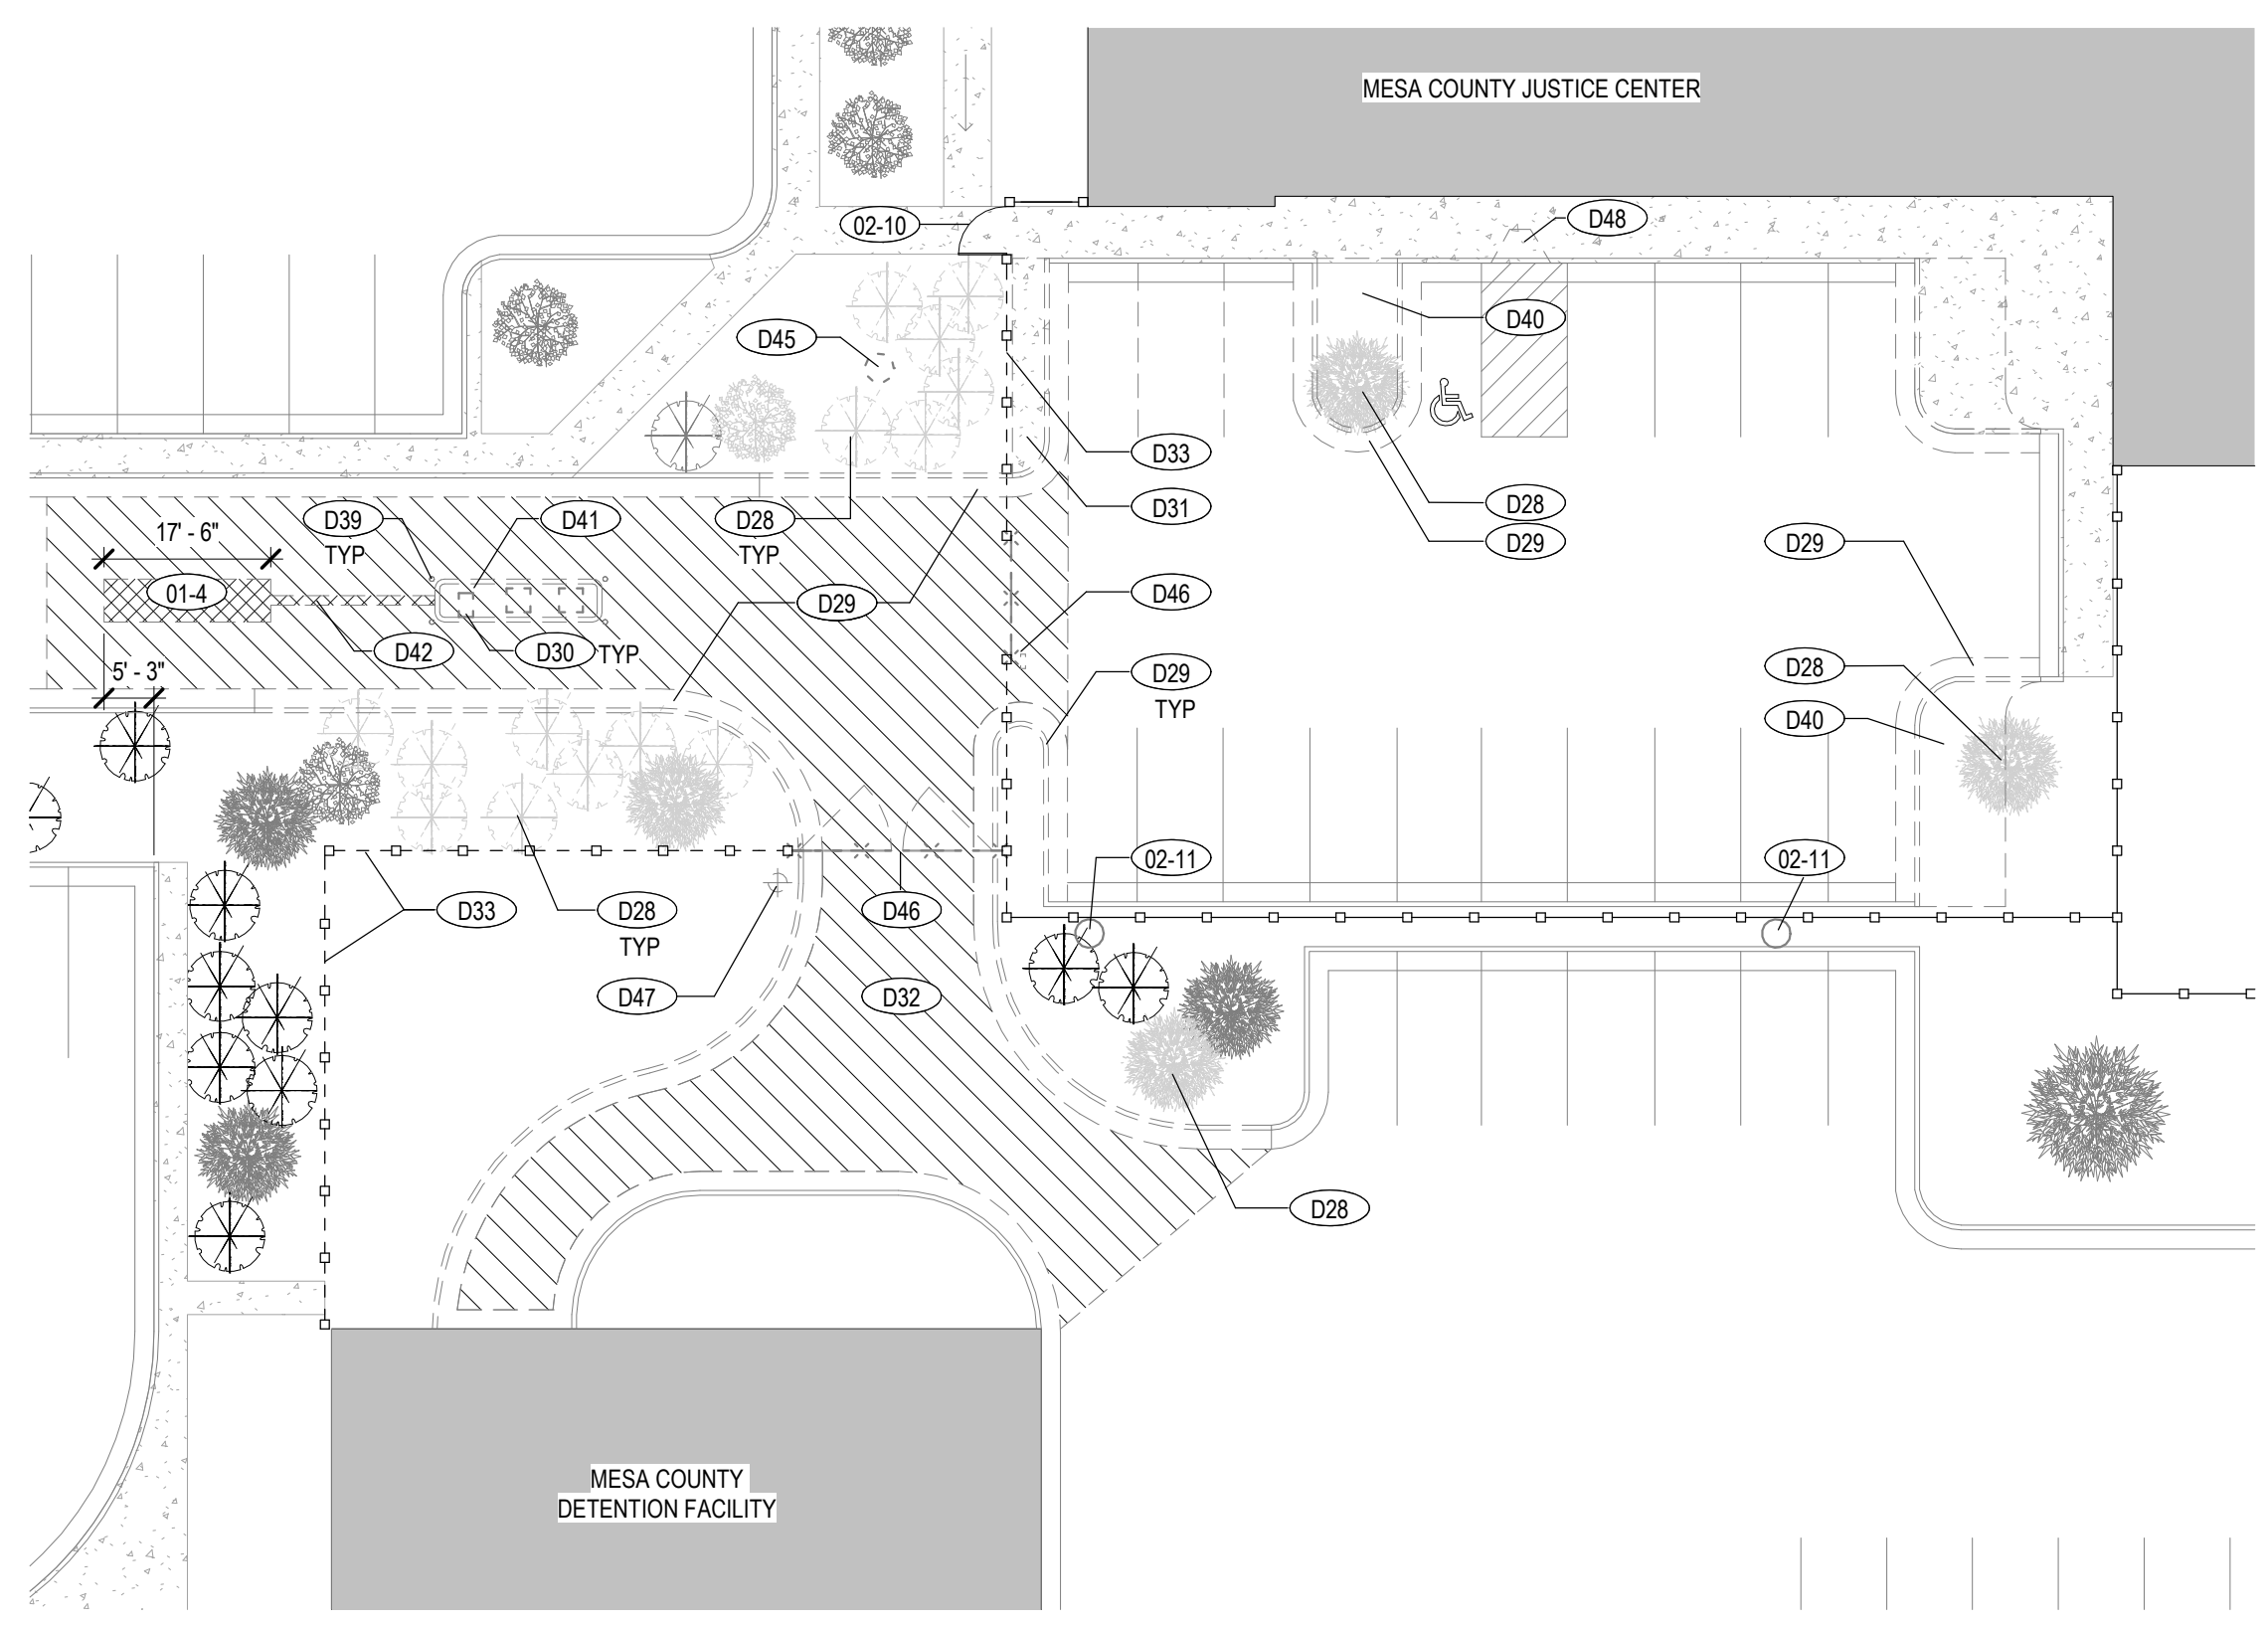 MESA COUNTY JUSTICE CENTER
02-10
D48
D45
D40
D33
D31
D28
D29
D29
17' - 6"
D39
TYP
D41
D28
TYP
01-4
D29
D46
D42
D30 TYP
5' - 3"
D29
TYP
D28
D40
02-11
02-11
D33
D28
TYP
D46
D47
D32
D28
MESA COUNTY
DETENTION FACILITY